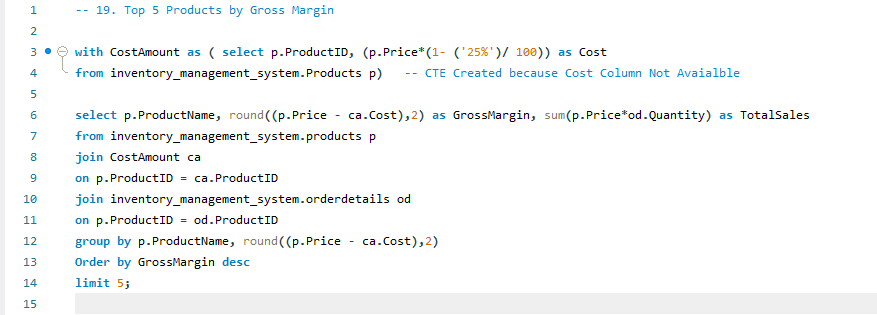 1 -- 19. Top 5 Products by Gross Margin
2
3 with CostAmount as ( select p.ProductID, (p.Price*(1- ('25%')/ 100)) as Cost
4 from inventory_management_system.Products p)   -- CTE Created because Cost Column Not Avaialble
5
6 select p.ProductName, round((p.Price - ca.Cost),2) as GrossMargin, sum(p.Price*od.Quantity) as TotalSales
7 from inventory_management_system.products p
8 join CostAmount ca
9 on p.ProductID = ca.ProductID
10 join inventory_management_system.orderdetails od
11 on p.ProductID = od.ProductID
12 group by p.ProductName, round((p.Price - ca.Cost),2)
13 Order by GrossMargin desc
14 limit 5;
15